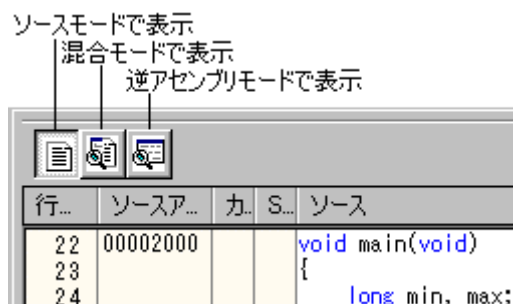 ソースモードで表示
混合モードで表示
逆アセンブリモードで表示
行... ソースア... カ.. S... ソース
22 00002000 void main(void)
23 {
24 long min, max;